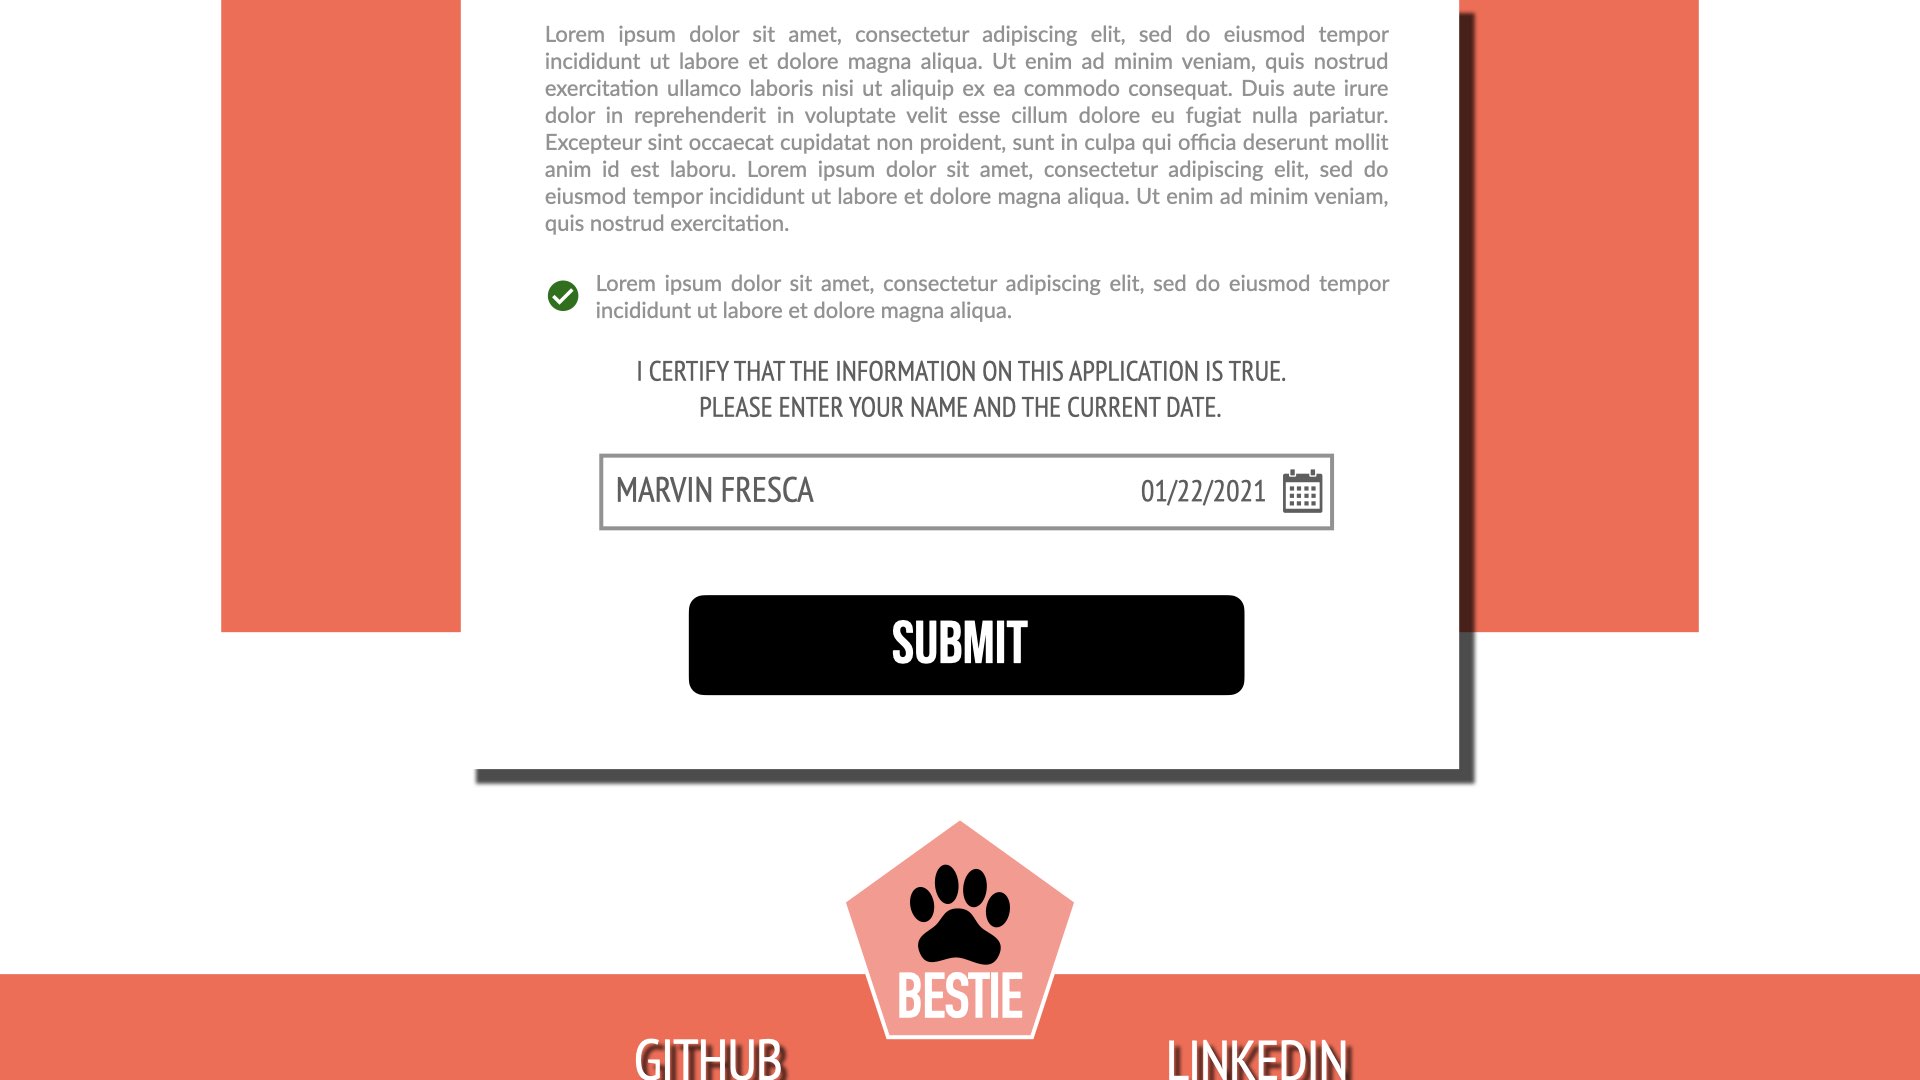 Lorem ipsum dolor sit amet, consectetur adipiscing elit, sed do eiusmod tempor
incididunt ut labore et dolore magna aliqua. Ut enim ad minim veniam, quis nostrud
exercitation ullamco laboris nisi ut aliquip ex ea commodo consequat. Duis aute irure
dolor in reprehenderit in voluptate velit esse cillum dolore eu fugiat nulla pariatur.
Excepteur sint occaecat cupidatat non proident, sunt in culpa qui officia deserunt mollit
anim id est laboru. Lorem ipsum dolor sit amet, consectetur adipiscing elit, sed do
eiusmod tempor incididunt ut labore et dolore magna aliqua. Ut enim ad minim veniam,
quis nostrud exercitation.
Lorem ipsum dolor sit amet, consectetur adipiscing elit, sed do eiusmod tempor
incididunt ut labore et dolore magna aliqua.
I CERTIFY THAT THE INFORMATION ON THIS APPLICATION IS TRUE.
PLEASE ENTER YOUR NAME AND THE CURRENT DATE.
MARVIN FRESCA 01/22/2021
SUBMIT
BESTIE
GITHUB LINKEDIN